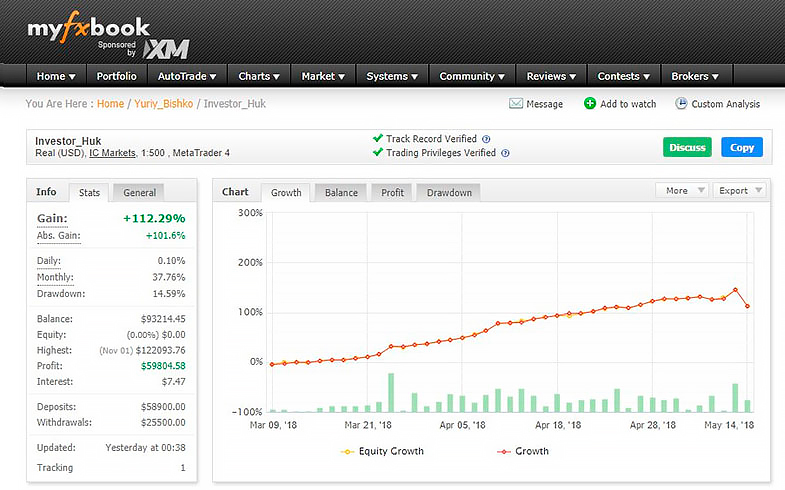 myfxbook
Sponsored by XM
Home Portfolio AutoTrade Charts Market Systems Community Reviews Contests Brokers
You Are Here : Home / Yuriy_Bishko / Investor_Huk Message Add to watch Custom Analysis
Investor_Huk
Real (USD), IC Markets, 1:500 , MetaTrader 4
Track Record Verified
Trading Privileges Verified
Discuss Copy
Info Stats General
Gain: +112.29%
Abs. Gain: +101.6%
Daily: 0.10%
Monthly: 37.76%
Drawdown: 14.59%
Balance: $93214.45
Equity: (0.00%) $0.00
Highest: (Nov 01) $122093.76
Profit: $59804.58
Interest: $7.47
Deposits: $58900.00
Withdrawals: $25500.00
Updated: Yesterday at 00:38
Tracking 1
Chart Growth Balance Profit Drawdown More Export
300%
200%
100%
0%
-100%
Mar 09, '18 Mar 21, '18 Apr 05, '18 Apr 18, '18 Apr 28, '18 May 14, '18
Equity Growth Growth